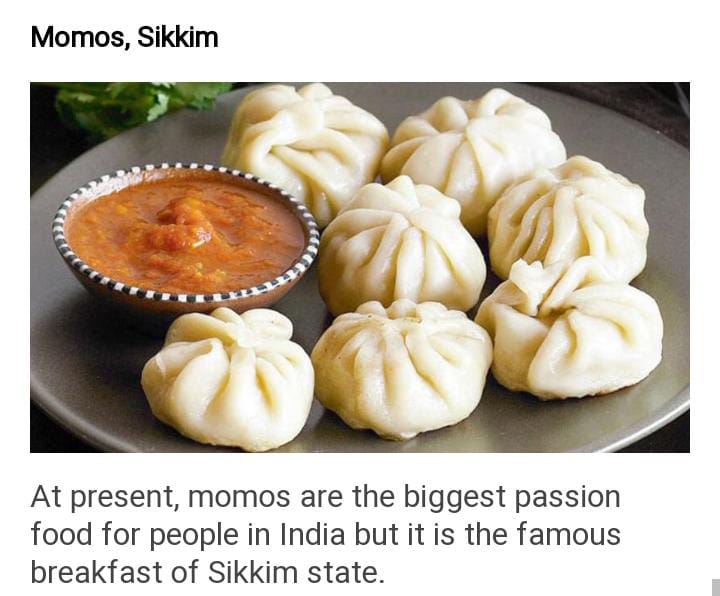 Momos, Sikkim
At present, momos are the biggest passion
food for people in India but it is the famous
breakfast of Sikkim state.